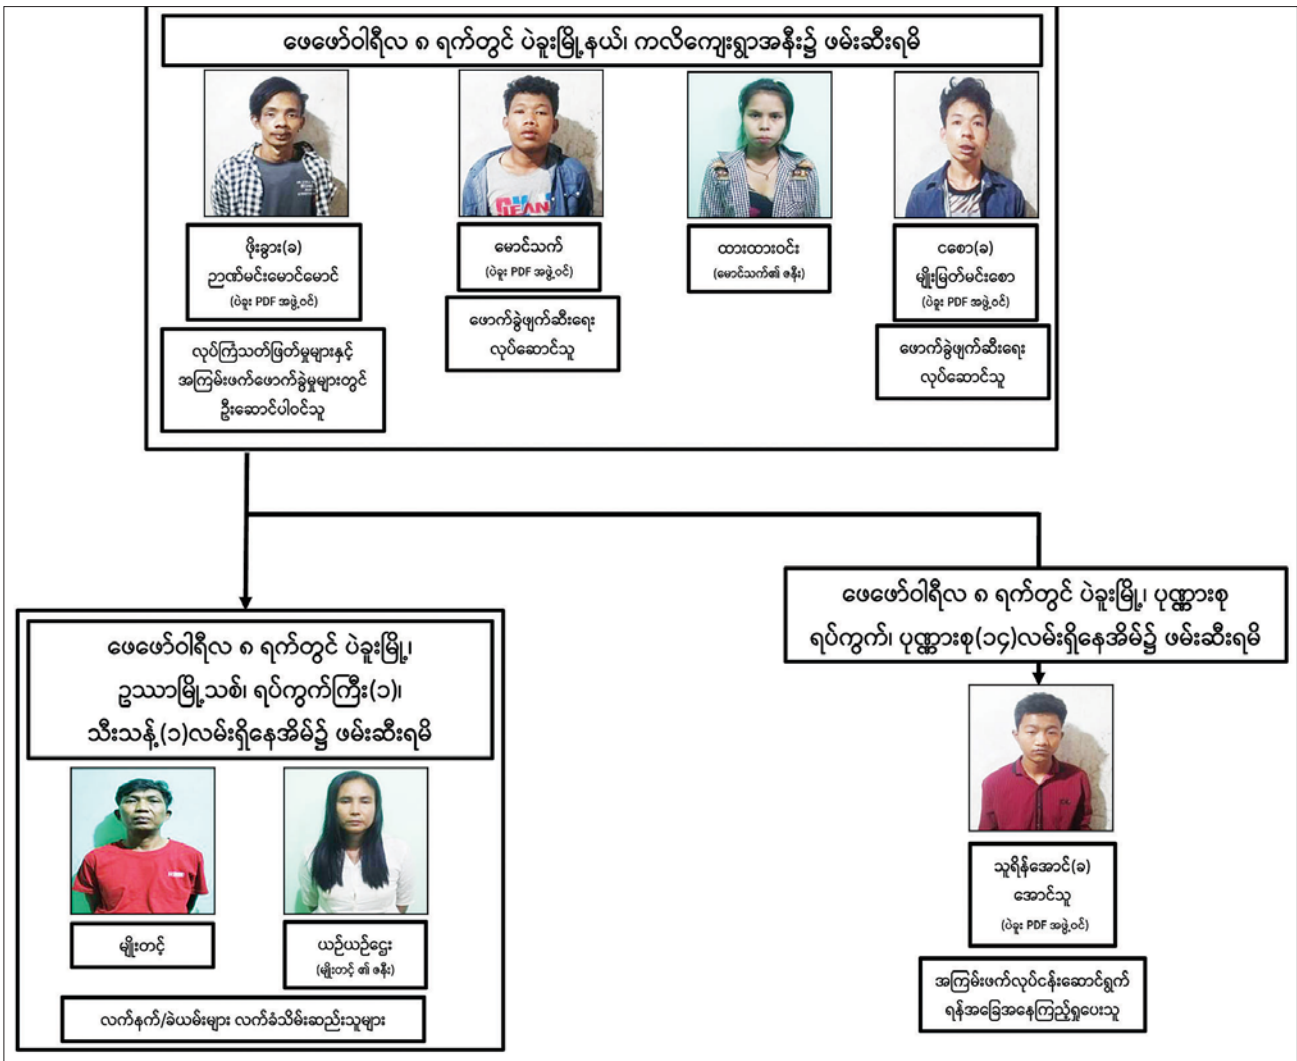 ဖေဖော်ဝါရီလ ၈ ရက်တွင် ပဲခူးမြို့နယ်၊ ကလိကျေးရွာအနီး၌ ဖမ်းဆီးရမိ
ဖိုးခွား(ခ)
ဉာဏ်မင်းမောင်မောင်
(ပဲခူး PDF အဖွဲ့ဝင်)
လုပ်ကြံသတ်ဖြတ်မှုများနှင့်
အကြမ်းဖက်ဖောက်ခွဲမှုများတွင်
ဦးဆောင်ပါဝင်သူ
မောင်သက်
(ပဲခူး PDF အဖွဲ့ဝင်)
ဖောက်ခွဲဖျက်ဆီးရေး
လုပ်ဆောင်သူ
ထားထားဝင်း
(မောင်သက်၏ ဇနီး)
ငစော(ခ)
မျိုးမြတ်မင်းစော
(ပဲခူး PDF အဖွဲ့ဝင်)
ဖောက်ခွဲဖျက်ဆီးရေး
လုပ်ဆောင်သူ
ဖေဖော်ဝါရီလ ၈ ရက်တွင် ပဲခူးမြို့၊
ဥဿာမြို့သစ်၊ ရပ်ကွက်ကြီး(၁)၊
သီးသန့်(၁)လမ်းရှိနေအိမ်၌ ဖမ်းဆီးရမိ
မျိုးတင့်
ယဉ်ယဉ်ဌေး
(မျိုးတင့် ၏ ဇနီး)
လက်နက်/ခဲယမ်းများ လက်ခံသိမ်းဆည်းသူများ
ဖေဖော်ဝါရီလ ၈ ရက်တွင် ပဲခူးမြို့၊ ပုဏ္ဏားစု
ရပ်ကွက်၊ ပုဏ္ဏားစု(၁၄)လမ်းရှိနေအိမ်၌ ဖမ်းဆီးရမိ
သူရိန်အောင်(ခ)
အောင်သူ
(ပဲခူး PDF အဖွဲ့ဝင်)
အကြမ်းဖက်လုပ်ငန်းဆောင်ရွက်
ရန်အခြေအနေကြည့်ရှုပေးသူ